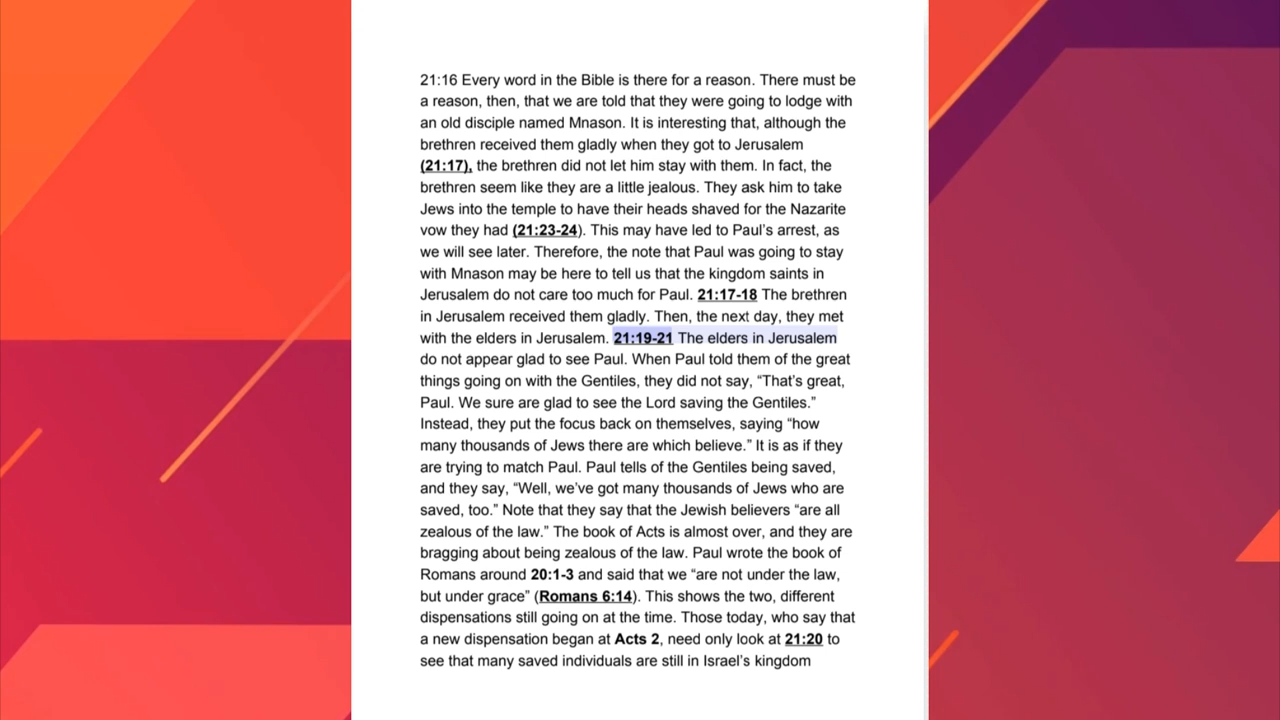 21:16 Every word in the Bible is there for a reason. There must be
a reason, then, that we are told that they were going to lodge with
an old disciple named Mnason. It is interesting that, although the
brethren received them gladly when they got to Jerusalem
(21:17), the brethren did not let him stay with them. In fact, the
brethren seem like they are a little jealous. They ask him to take
Jews into the temple to have their heads shaved for the Nazarite
vow they had (21:23-24). This may have led to Paul's arrest, as
we will see later. Therefore, the note that Paul was going to stay
with Mnason may be here to tell us that the kingdom saints in
Jerusalem do not care too much for Paul. 21:17-18 The brethren
in Jerusalem received them gladly. Then, the next day, they met
with the elders in Jerusalem. 21:19-21 The elders in Jerusalem
do not appear glad to see Paul. When Paul told them of the great
things going on with the Gentiles, they did not say, “That's great,
Paul. We sure are glad to see the Lord saving the Gentiles.”
Instead, they put the focus back on themselves, saying “how
many thousands of Jews there are which believe.” It is as if they
are trying to match Paul. Paul tells of the Gentiles being saved,
and they say, “Well, we've got many thousands of Jews who are
saved, too.” Note that they say that the Jewish believers “are all
zealous of the law.” The book of Acts is almost over, and they are
bragging about being zealous of the law. Paul wrote the book of
Romans around 20:1-3 and said that we “are not under the law,
but under grace” (Romans 6:14). This shows the two, different
dispensations still going on at the time. Those today, who say that
a new dispensation began at Acts 2, need only look at 21:20 to
see that many saved individuals are still in Israel's kingdom